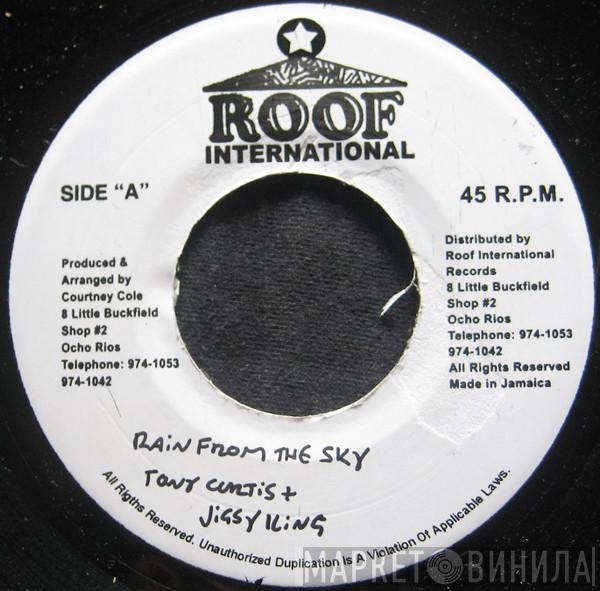 ROOF
INTERNATIONAL
SIDE "A"
45 R.P.M.
Produced &
Arranged by
Courtney Cole
8 Little Buckfield
Shop #2
Ocho Rios
Telephone: 974-1053
974-1042
Distributed by
Roof International
Records
8 Little Buckfield
Shop #2
Ocho Rios
Telephone: 974-1053
974-1042
All Rights Reserved
Made in Jamaica
RAIN FROM THE SKY
TONY CURTIS +
JIGSY KING
All Rigths Reserved. Unauthorized Duplication Is A Violation Of Applicable Laws.
МАРКЕТ ВИНИЛА